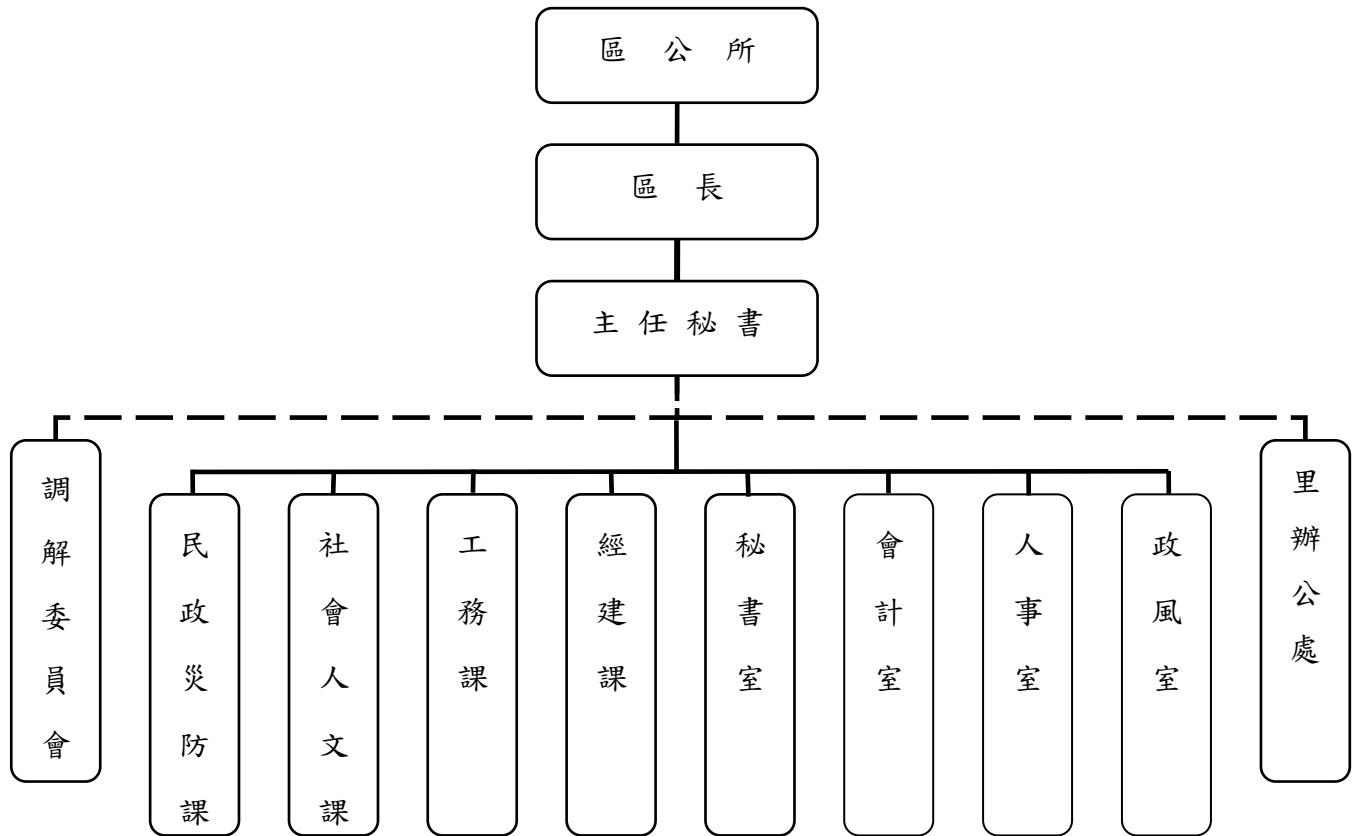 區公所
區長
主任秘書
調解委員會
民政災防課
社會人文課
工務課
經建課
秘書室
會計室
人事室
政風室
里辦公處